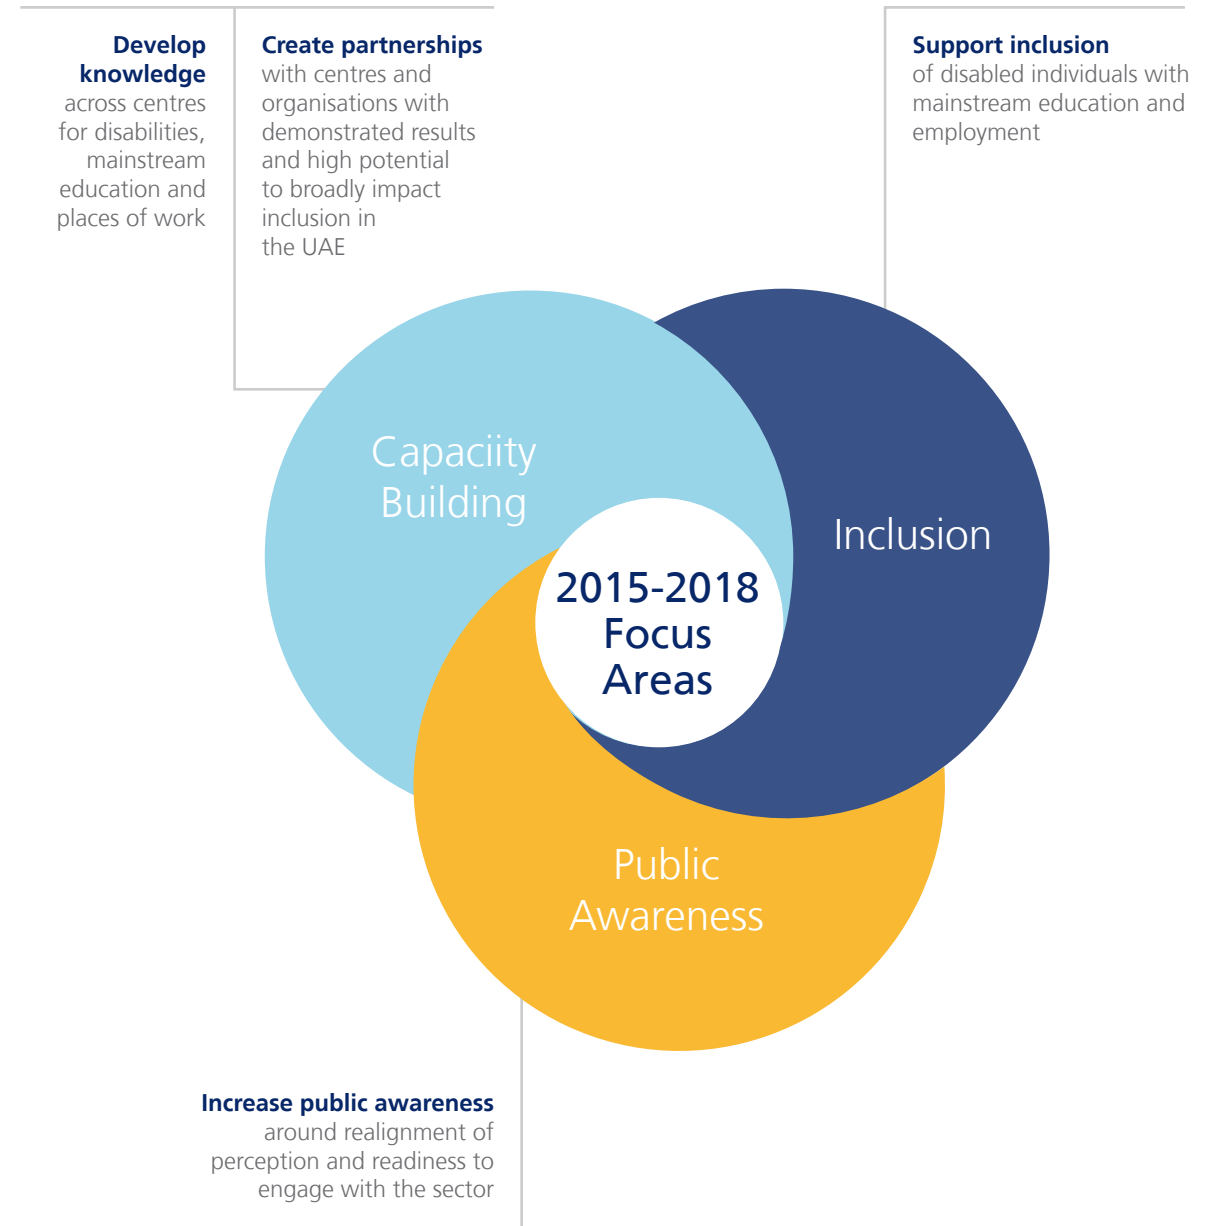 Develop
knowledge
across centres
for disabilities,
mainstream
education and
places of work
Create partnerships
with centres and
organisations with
demonstrated results
and high potential
to broadly impact
inclusion in
the UAE
Support inclusion
of disabled individuals with
mainstream education and
employment
Capaciity
Building
Inclusion
2015-2018
Focus
Areas
Public
Awareness
Increase public awareness
around realignment of
perception and readiness to
engage with the sector